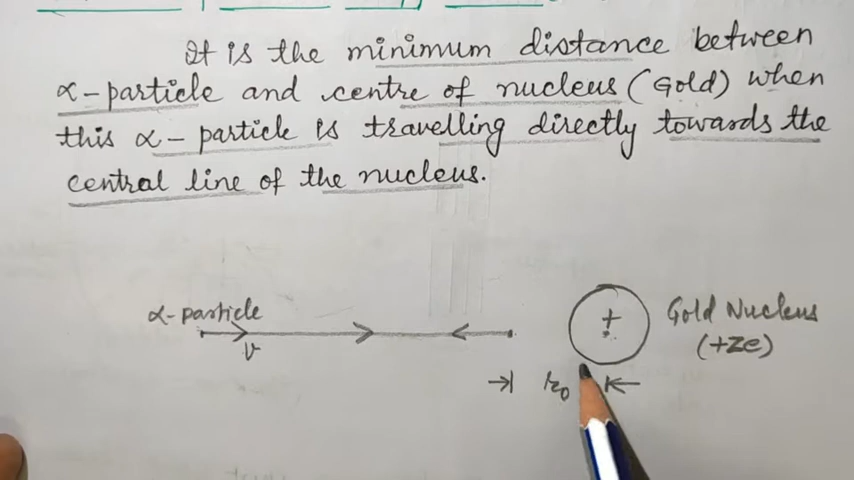 It is the minimum distance between
α-particle and centre of nucleus (Gold) when
this α-particle is travelling directly towards the
central line of the nucleus.
α-particle
v
+
Gold Nucleus
(+Ze)
r₀